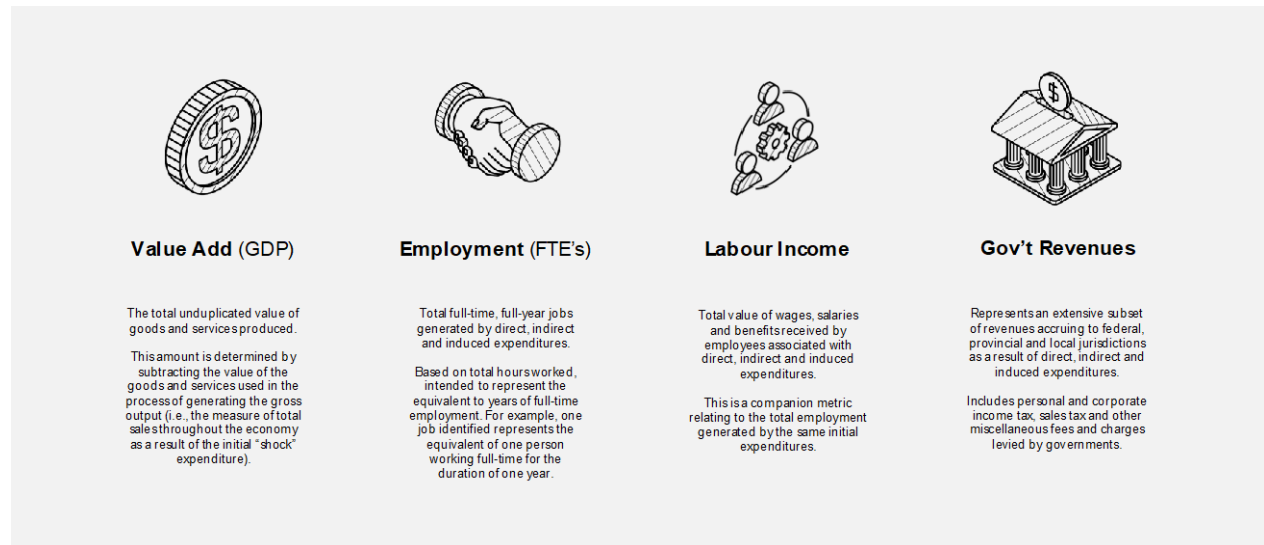 Value Add (GDP)
The total unduplicated value of
goods and services produced.
This amount is determined by
subtracting the value of the
goods and services used in the
process of generating the gross
output (i.e., the measure of total
sales throughout the economy
as a result of the initial “shock”
expenditure).
Employment (FTE’s)
Total full-time, full-year jobs
generated by direct, indirect
and induced expenditures.
Based on total hours worked,
intended to represent the
equivalent to years of full-time
employment. For example, one
job identified represents the
equivalent of one person
working full-time for the
duration of one year.
Labour Income
Total value of wages, salaries
and benefits received by
employees associated with
direct, indirect and induced
expenditures.
This is a companion metric
relating to the total employment
generated by the same initial
expenditures.
Gov’t Revenues
Represents an extensive subset
of revenues accruing to federal,
provincial and local jurisdictions
as a result of direct, indirect and
induced expenditures.
Includes personal and corporate
income tax, sales tax and other
miscellaneous fees and charges
levied by governments.